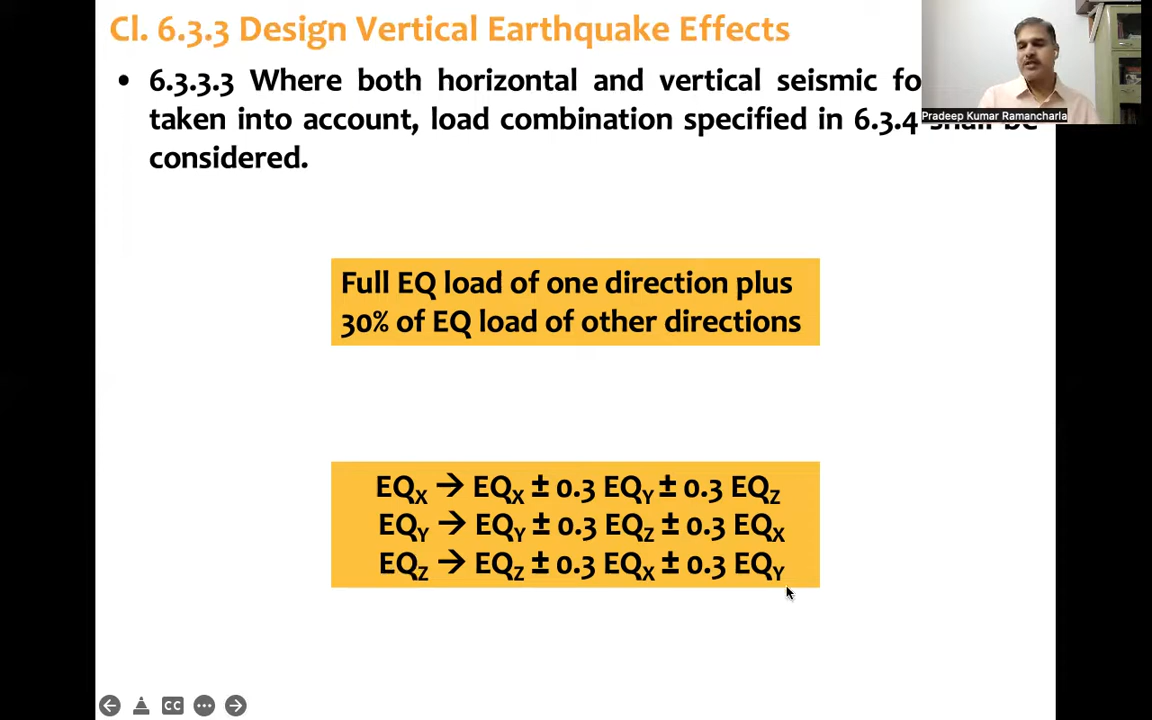 Cl. 6.3.3 Design Vertical Earthquake Effects
• 6.3.3.3 Where both horizontal and vertical seismic
taken into account, load combination specified in 6.3.4 shall be
considered.
Pradeep Kumar Ramancharla
Full EQ load of one direction plus
30% of EQ load of other directions
EQX → EQX ± 0.3 EQY ± 0.3 EQZ
EQY → EQY ± 0.3 EQZ ± 0.3 EQX
EQZ → EQZ ± 0.3 EQX ± 0.3 EQY
CC